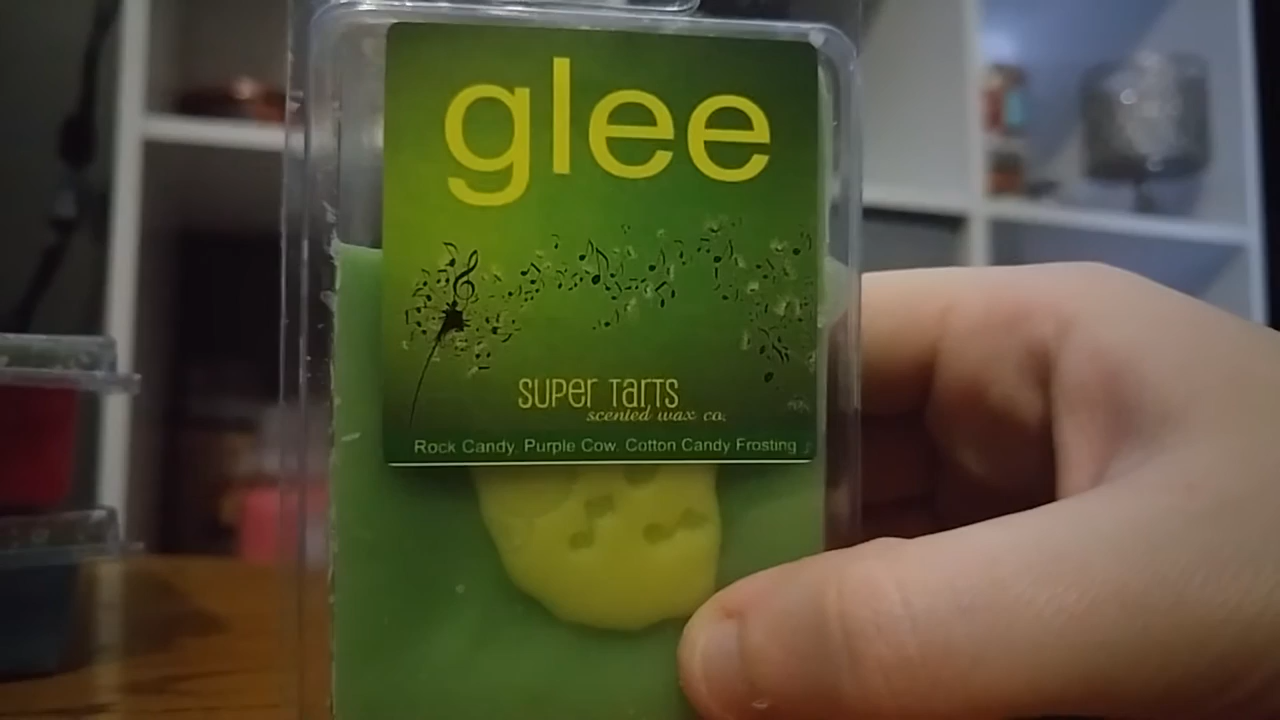 glee
super tarts
scented wax co.
Rock Candy, Purple Cow, Cotton Candy Frosting